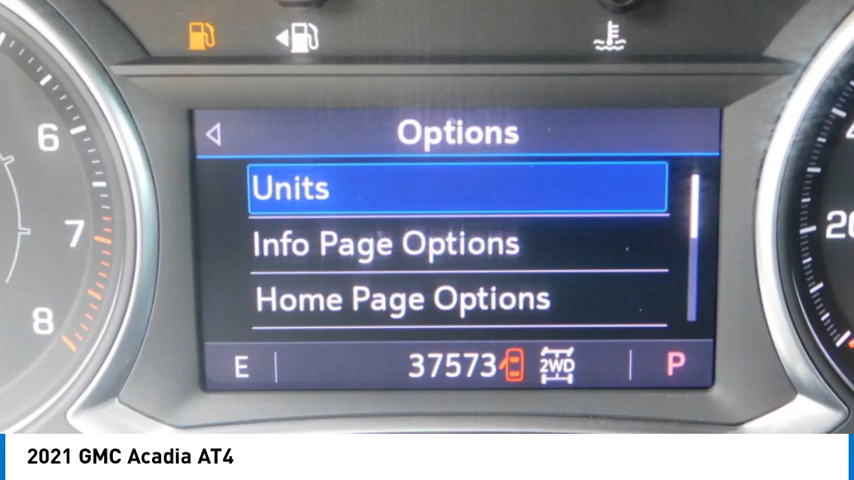 Options
6
Units
7
Info Page Options
8
Home Page Options
E 37573 2WD P
2021 GMC Acadia AT4